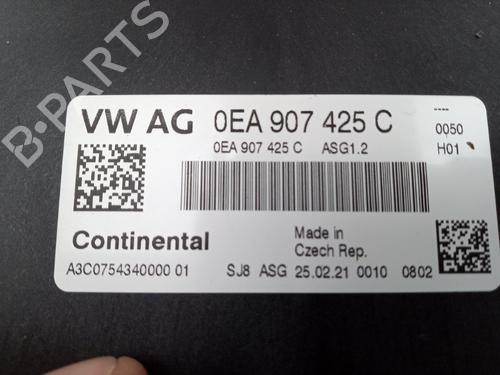 B-PARTS
VW AG 0EA 907 425 C
----
0050
0EA 907 425 C ASG1.2 H01
Continental
Made in
Czech Rep.
A3C0754340000 01 SJ8 ASG 25.02.21 0010 0802